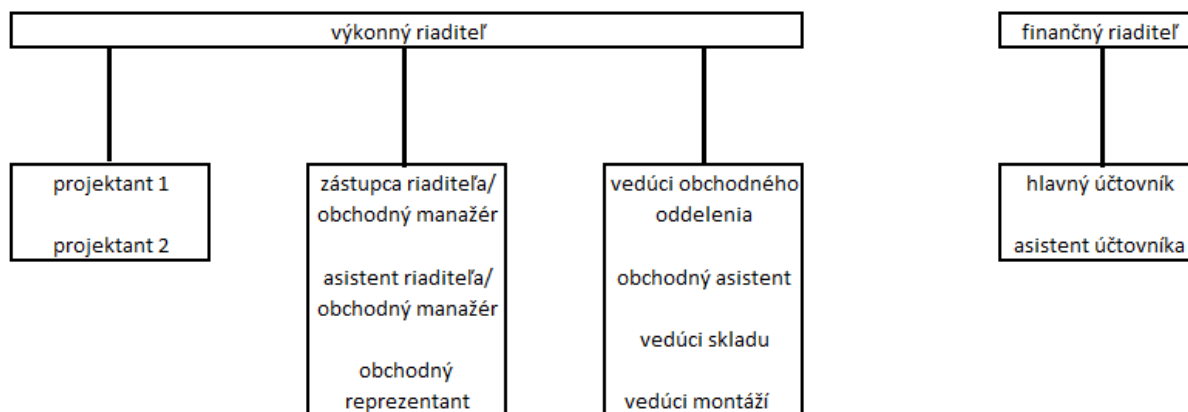 výkonný riaditeľ
finančný riaditeľ
projektant 1
projektant 2
zástupca riaditeľa/
obchodný manažér
asistent riaditeľa/
obchodný manažér
obchodný
reprezentant
vedúci obchodného
oddelenia
obchodný asistent
vedúci skladu
vedúci montáží
hlavný účtovník
asistent účtovníka